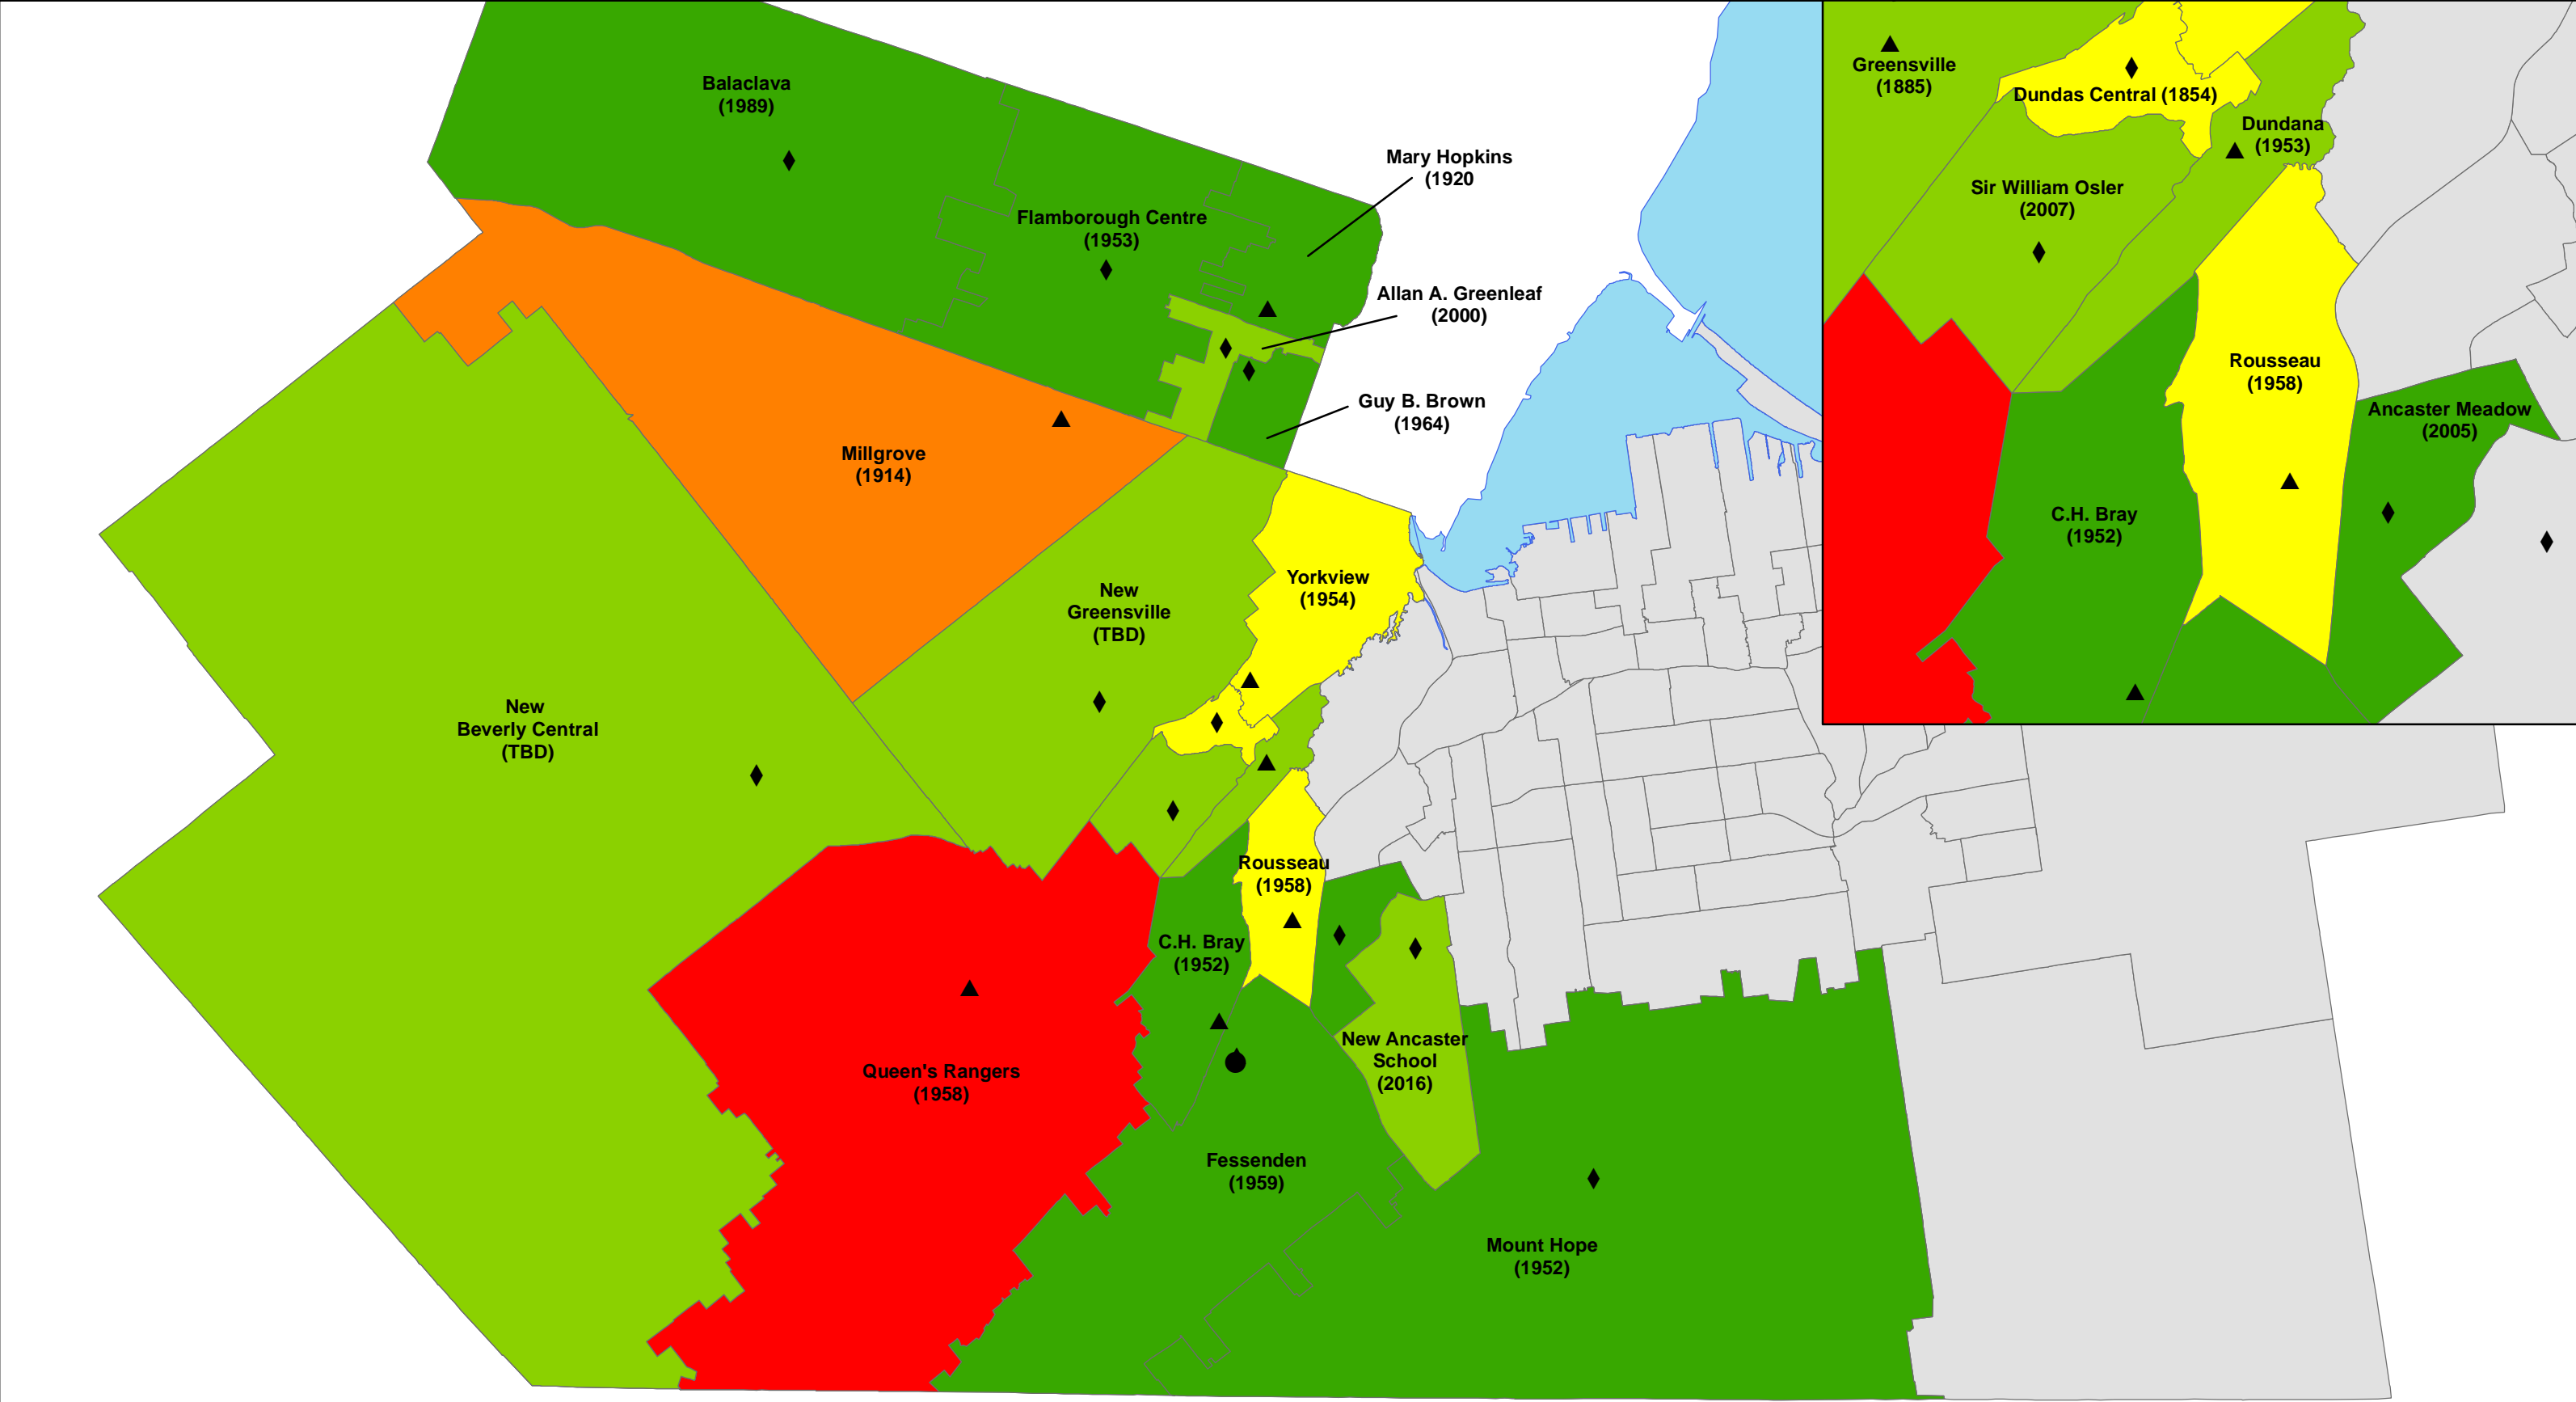 Balaclava
(1989)
Mary Hopkins
(1920
Flamborough Centre
(1953)
Allan A. Greenleaf
(2000)
Guy B. Brown
(1964)
Millgrove
(1914)
New
Greensville
(TBD)
Yorkview
(1954)
New
Beverly Central
(TBD)
Rousseau
(1958)
C.H. Bray
(1952)
Queen's Rangers
(1958)
New Ancaster
School
(2016)
Fessenden
(1959)
Mount Hope
(1952)
Greensville
(1885)
Dundas Central (1854)
Dundana
(1953)
Sir William Osler
(2007)
Rousseau
(1958)
Ancaster Meadow
(2005)
C.H. Bray
(1952)